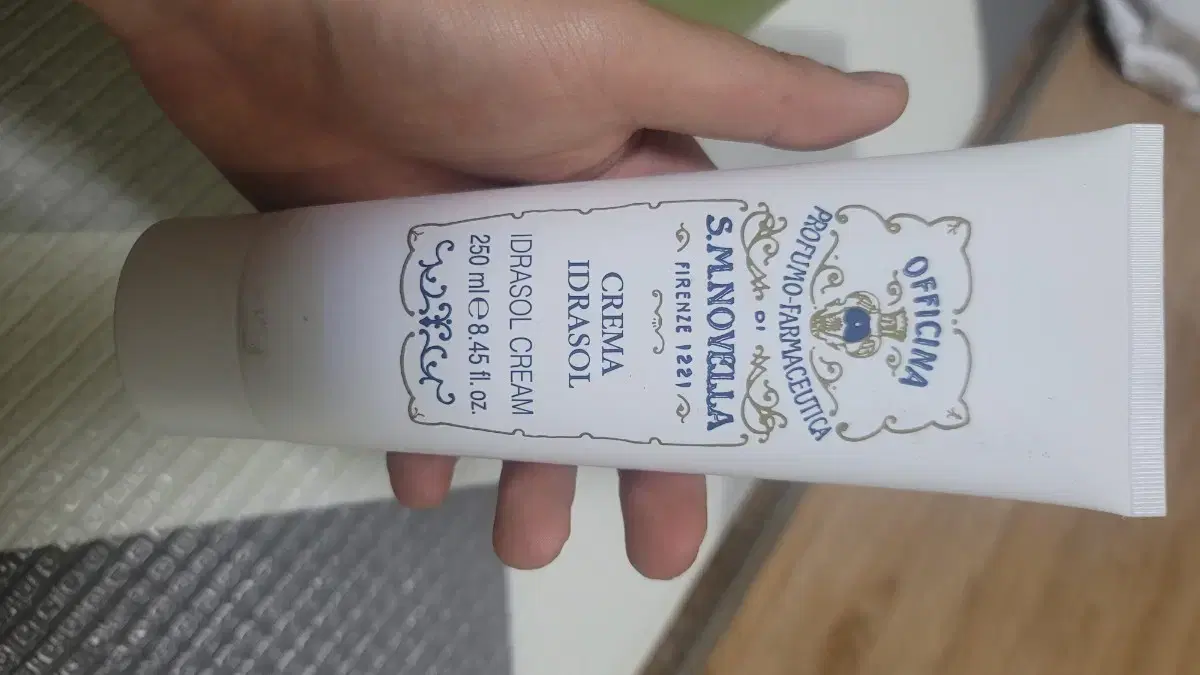 OFFICINA
PROFUMO-FARMACEUTICA
DI
S.M.NOVELLA
FIRENZE 1221
CREMA
IDRASOL
IDRASOL CREAM
250 ml ℮ 8.45 fl. oz.